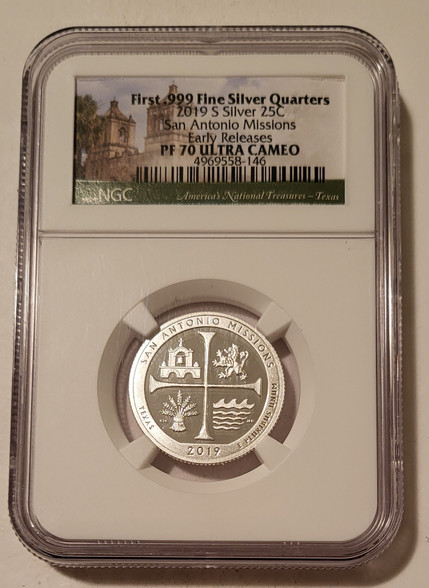 First .999 Fine Silver Quarters
2019 S Silver 25C
San Antonio Missions
Early Releases
PF 70 ULTRA CAMEO
4969558-146
NGC
America's National Treasures ~ Texas
SAN ANTONIO MISSIONS
TEXAS
2019
E PLURIBUS UNUM